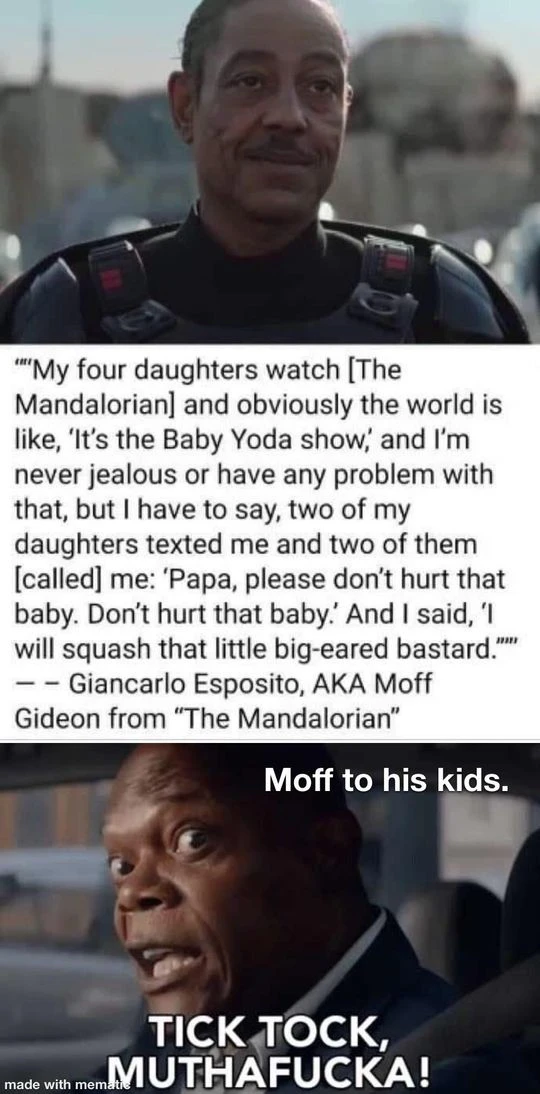 ""'My four daughters watch [The
Mandalorian] and obviously the world is
like, 'It's the Baby Yoda show,' and I'm
never jealous or have any problem with
that, but I have to say, two of my
daughters texted me and two of them
[called] me: 'Papa, please don't hurt that
baby. Don't hurt that baby.' And I said, 'I
will squash that little big-eared bastard.""'
— – Giancarlo Esposito, AKA Moff
Gideon from "The Mandalorian"
Moff to his kids.
TICK TOCK,
MUTHAFUCKA!
made with mematic